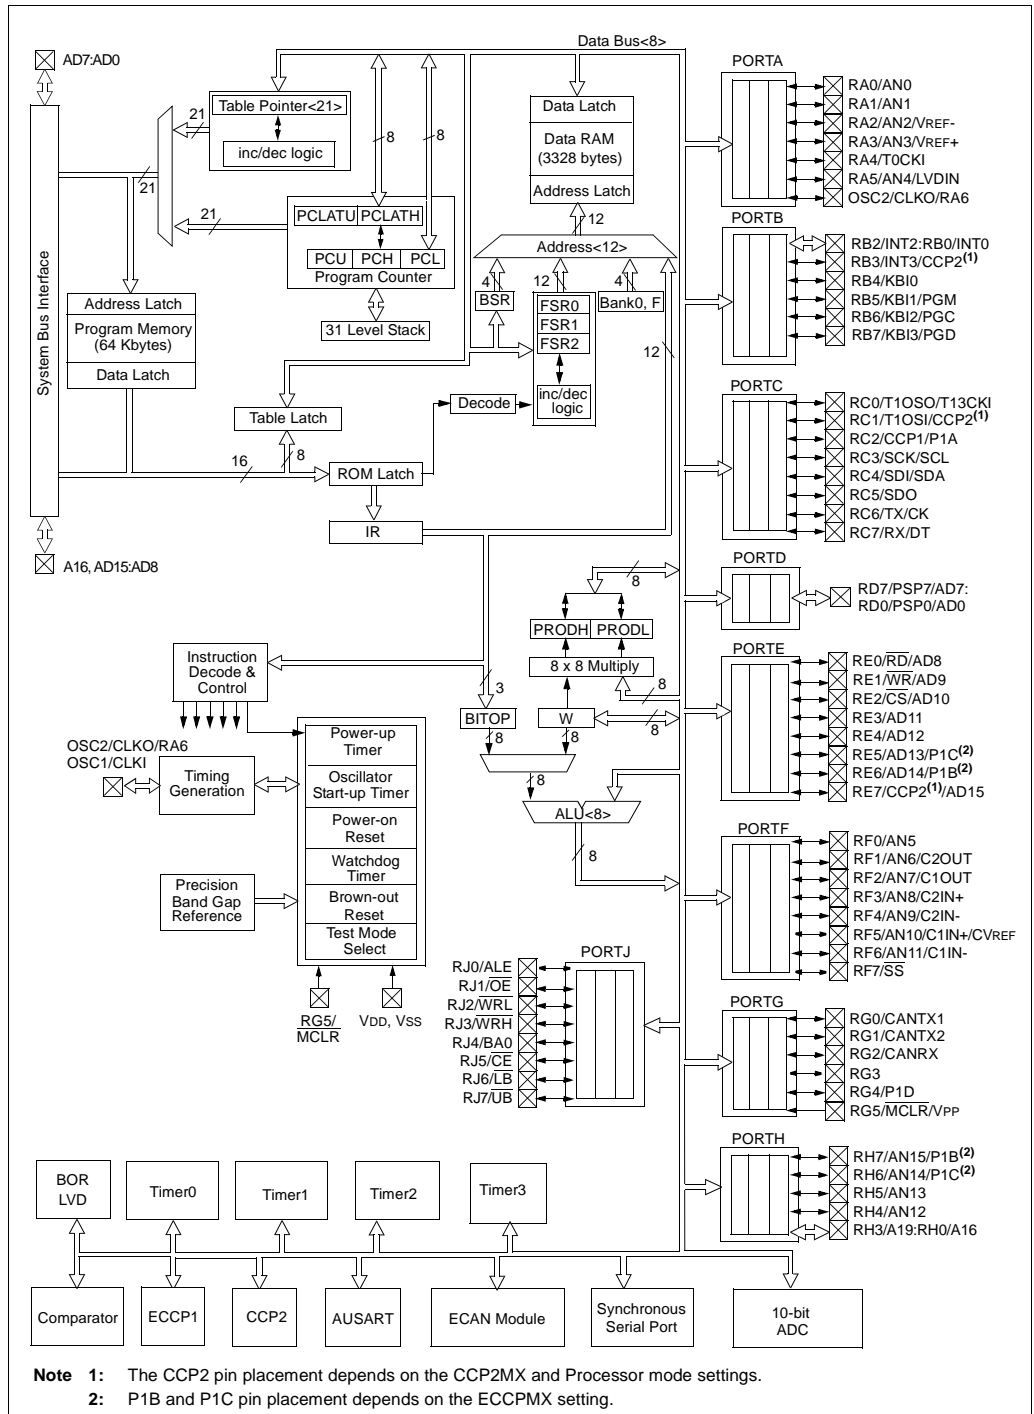 Data Bus<8>
AD7:AD0
System Bus Interface
A16, AD15:AD8
21
Table Pointer<21>
inc/dec logic
8
8
21
21
PCLATU PCLATH
PCU PCH PCL
Program Counter
31 Level Stack
Address Latch
Program Memory
(64 Kbytes)
Data Latch
Table Latch
16
8
ROM Latch
IR
Decode
Data Latch
Data RAM
(3328 bytes)
Address Latch
12
Address<12>
4
12
4
BSR
FSR0
FSR1
FSR2
Bank0, F
inc/dec
logic
12
8
PRODH PRODL
8 x 8 Multiply
8
3
BITOP
W
8
8
8
8
ALU<8>
8
Instruction
Decode &
Control
OSC2/CLKO/RA6
OSC1/CLKI
Timing
Generation
Precision
Band Gap
Reference
Power-up
Timer
Oscillator
Start-up Timer
Power-on
Reset
Watchdog
Timer
Brown-out
Reset
Test Mode
Select
RG5/
MCLR
VDD, VSS
PORTA
RA0/AN0
RA1/AN1
RA2/AN2/VREF-
RA3/AN3/VREF+
RA4/T0CKI
RA5/AN4/LVDIN
OSC2/CLKO/RA6
PORTB
RB2/INT2:RB0/INT0
RB3/INT3/CCP2(1)
RB4/KBI0
RB5/KBI1/PGM
RB6/KBI2/PGC
RB7/KBI3/PGD
PORTC
RC0/T1OSO/T13CKI
RC1/T1OSI/CCP2(1)
RC2/CCP1/P1A
RC3/SCK/SCL
RC4/SDI/SDA
RC5/SDO
RC6/TX/CK
RC7/RX/DT
PORTD
RD7/PSP7/AD7:
RD0/PSP0/AD0
PORTE
RE0/RD/AD8
RE1/WR/AD9
RE2/CS/AD10
RE3/AD11
RE4/AD12
RE5/AD13/P1C(2)
RE6/AD14/P1B(2)
RE7/CCP2(1)/AD15
PORTF
RF0/AN5
RF1/AN6/C2OUT
RF2/AN7/C1OUT
RF3/AN8/C2IN+
RF4/AN9/C2IN-
RF5/AN10/C1IN+/CVREF
RF6/AN11/C1IN-
RF7/SS
PORTJ
RJ0/ALE
RJ1/OE
RJ2/WRL
RJ3/WRH
RJ4/BA0
RJ5/CE
RJ6/LB
RJ7/UB
PORTG
RG0/CANTX1
RG1/CANTX2
RG2/CANRX
RG3
RG4/P1D
RG5/MCLR/VPP
PORTH
RH7/AN15/P1B(2)
RH6/AN14/P1C(2)
RH5/AN13
RH4/AN12
RH3/A19:RH0/A16
BOR
LVD
Timer0
Timer1
Timer2
Timer3
Comparator
ECCP1
CCP2
AUSART
ECAN Module
Synchronous
Serial Port
10-bit
ADC
Note 1: The CCP2 pin placement depends on the CCP2MX and Processor mode settings.
2: P1B and P1C pin placement depends on the ECCPMX setting.